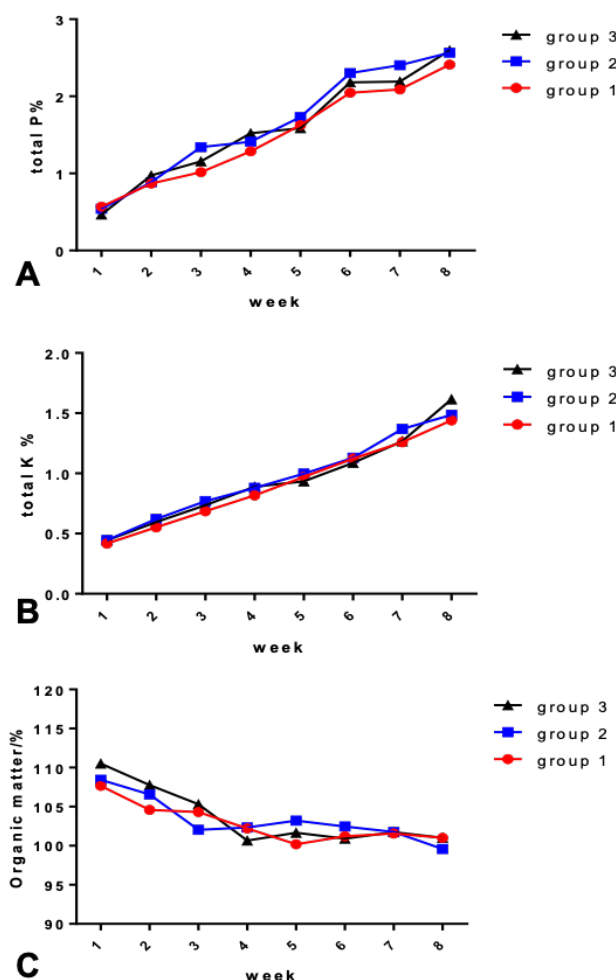 3
2
1
0
total P%
1 2 3 4 5 6 7 8
week
group 3
group 2
group 1
A
2.0
1.5
1.0
0.5
0.0
total K %
1 2 3 4 5 6 7 8
week
group 3
group 2
group 1
B
120
115
110
105
100
95
90
Organic matter/%
1 2 3 4 5 6 7 8
week
group 3
group 2
group 1
C